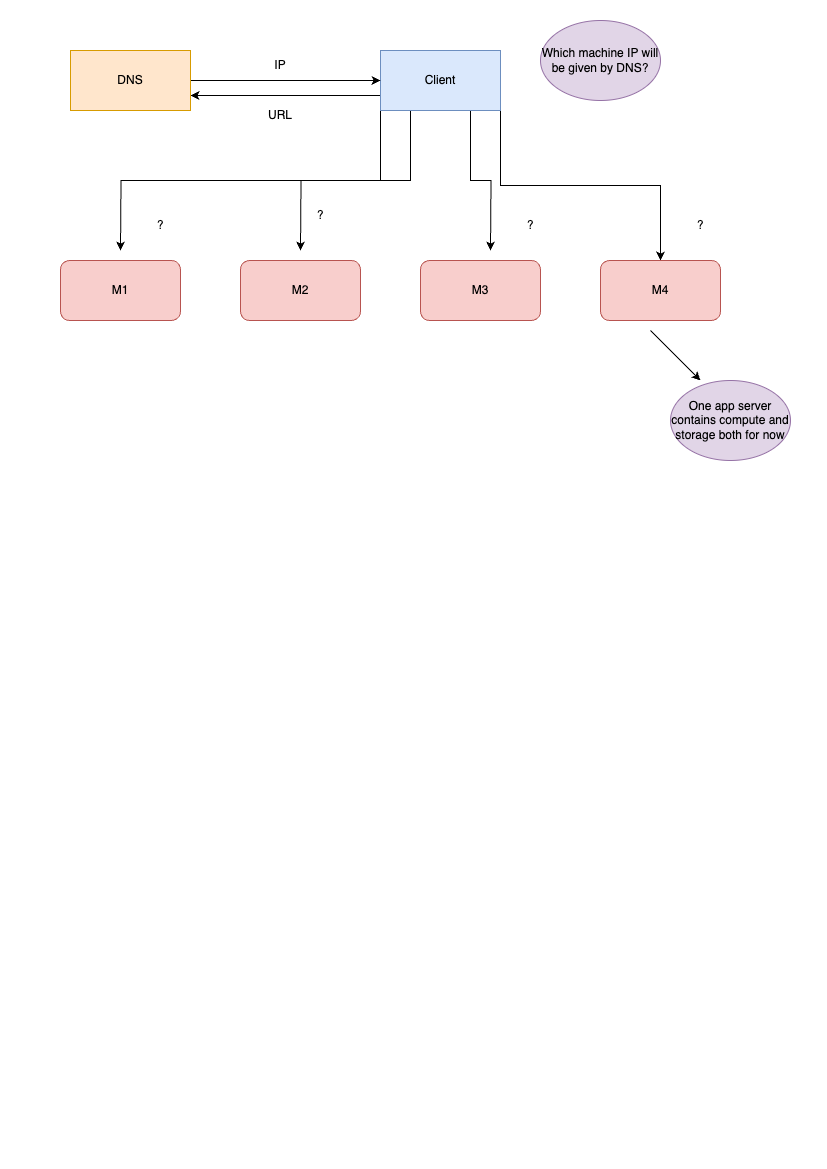 DNS
IP
URL
Client
Which machine IP will
be given by DNS?
?
?
?
?
M1
M2
M3
M4
One app server
contains compute and
storage both for now